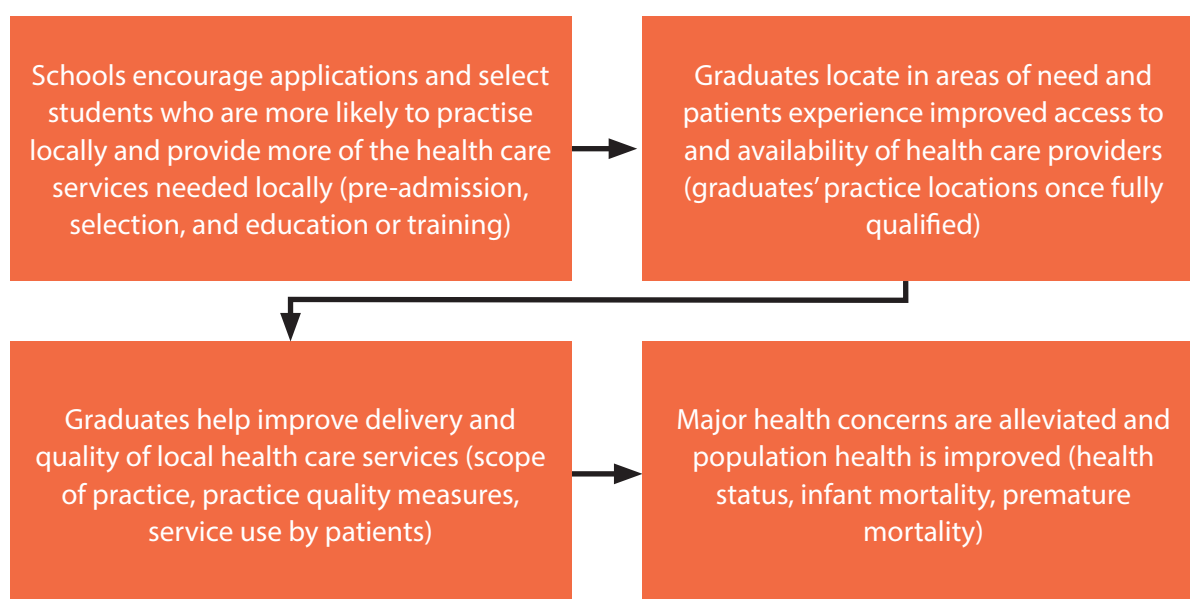 Schools encourage applications and select
students who are more likely to practise
locally and provide more of the health care
services needed locally (pre-admission,
selection, and education or training)
Graduates locate in areas of need and
patients experience improved access to
and availability of health care providers
(graduates’ practice locations once fully
qualified)
Graduates help improve delivery and
quality of local health care services (scope
of practice, practice quality measures,
service use by patients)
Major health concerns are alleviated and
population health is improved (health
status, infant mortality, premature
mortality)